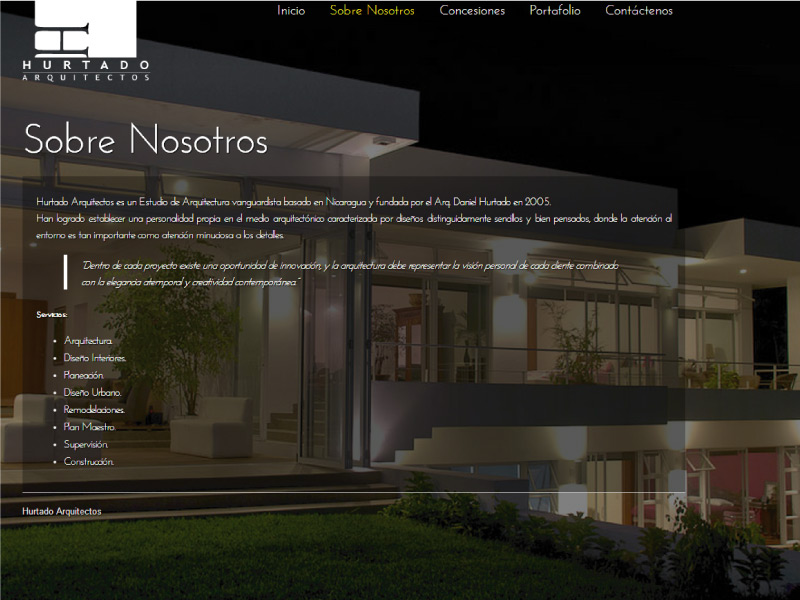 Inicio Sobre Nosotros Concesiones Portafolio Contáctenos
HURTADO
ARQUITECTOS
Sobre Nosotros
Hurtado Arquitectos es un Estudio de Arquitectura vanguardista basado en Nicaragua y fundada por el Arq. Daniel Hurtado en 2005.
Han logrado establecer una personalidad propia en el medio arquitectónico caracterizada por diseños distinguidamente sencillos y bien pensados, donde la atención al
entorno es tan importante como atención minuciosa a los detalles.
"Dentro de cada proyecto existe una oportunidad de innovación, y la arquitectura debe representar la visión personal de cada cliente combinado
con la elegancia atemporal y creatividad contemporánea."
Servicios:
• Arquitectura.
• Diseño Interiores.
• Planeación.
• Diseño Urbano.
• Remodelaciones.
• Plan Maestro.
• Supervisión.
• Construcción.
Hurtado Arquitectos